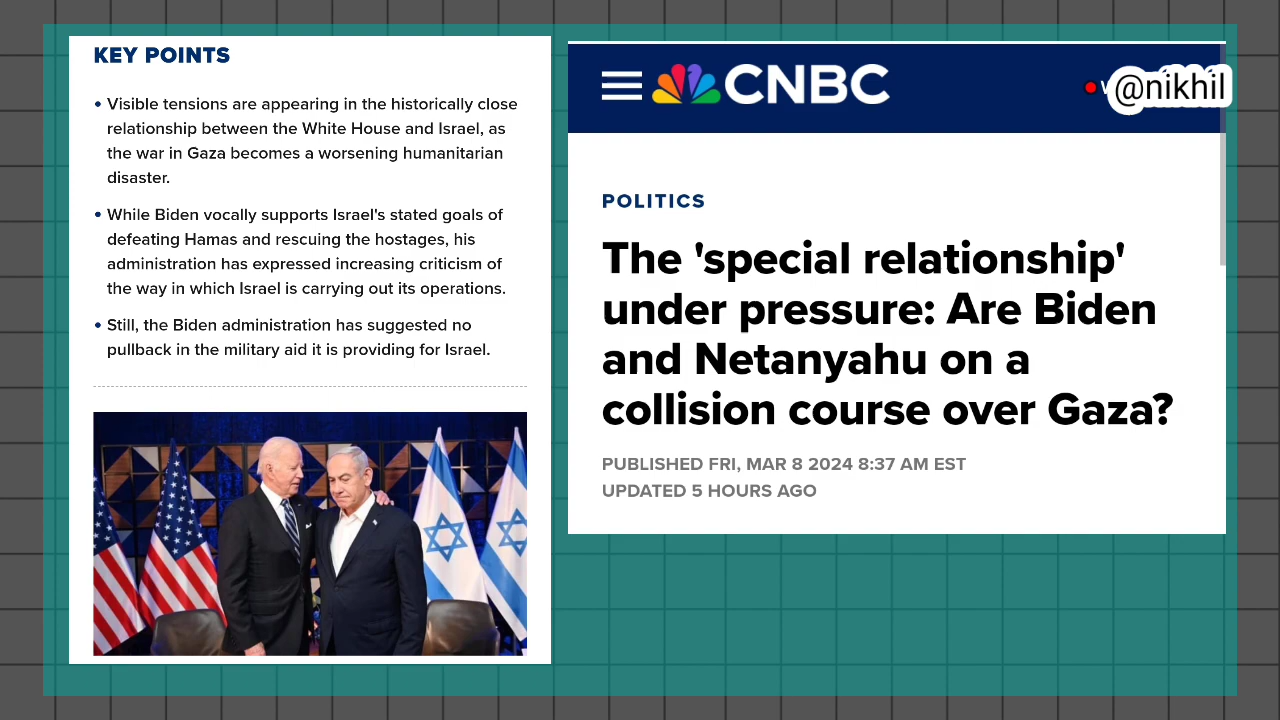 KEY POINTS
• Visible tensions are appearing in the historically close
relationship between the White House and Israel, as
the war in Gaza becomes a worsening humanitarian
disaster.
• While Biden vocally supports Israel's stated goals of
defeating Hamas and rescuing the hostages, his
administration has expressed increasing criticism of
the way in which Israel is carrying out its operations.
• Still, the Biden administration has suggested no
pullback in the military aid it is providing for Israel.
CNBC
@nikhil
POLITICS
The 'special relationship'
under pressure: Are Biden
and Netanyahu on a
collision course over Gaza?
PUBLISHED FRI, MAR 8 2024 8:37 AM EST
UPDATED 5 HOURS AGO